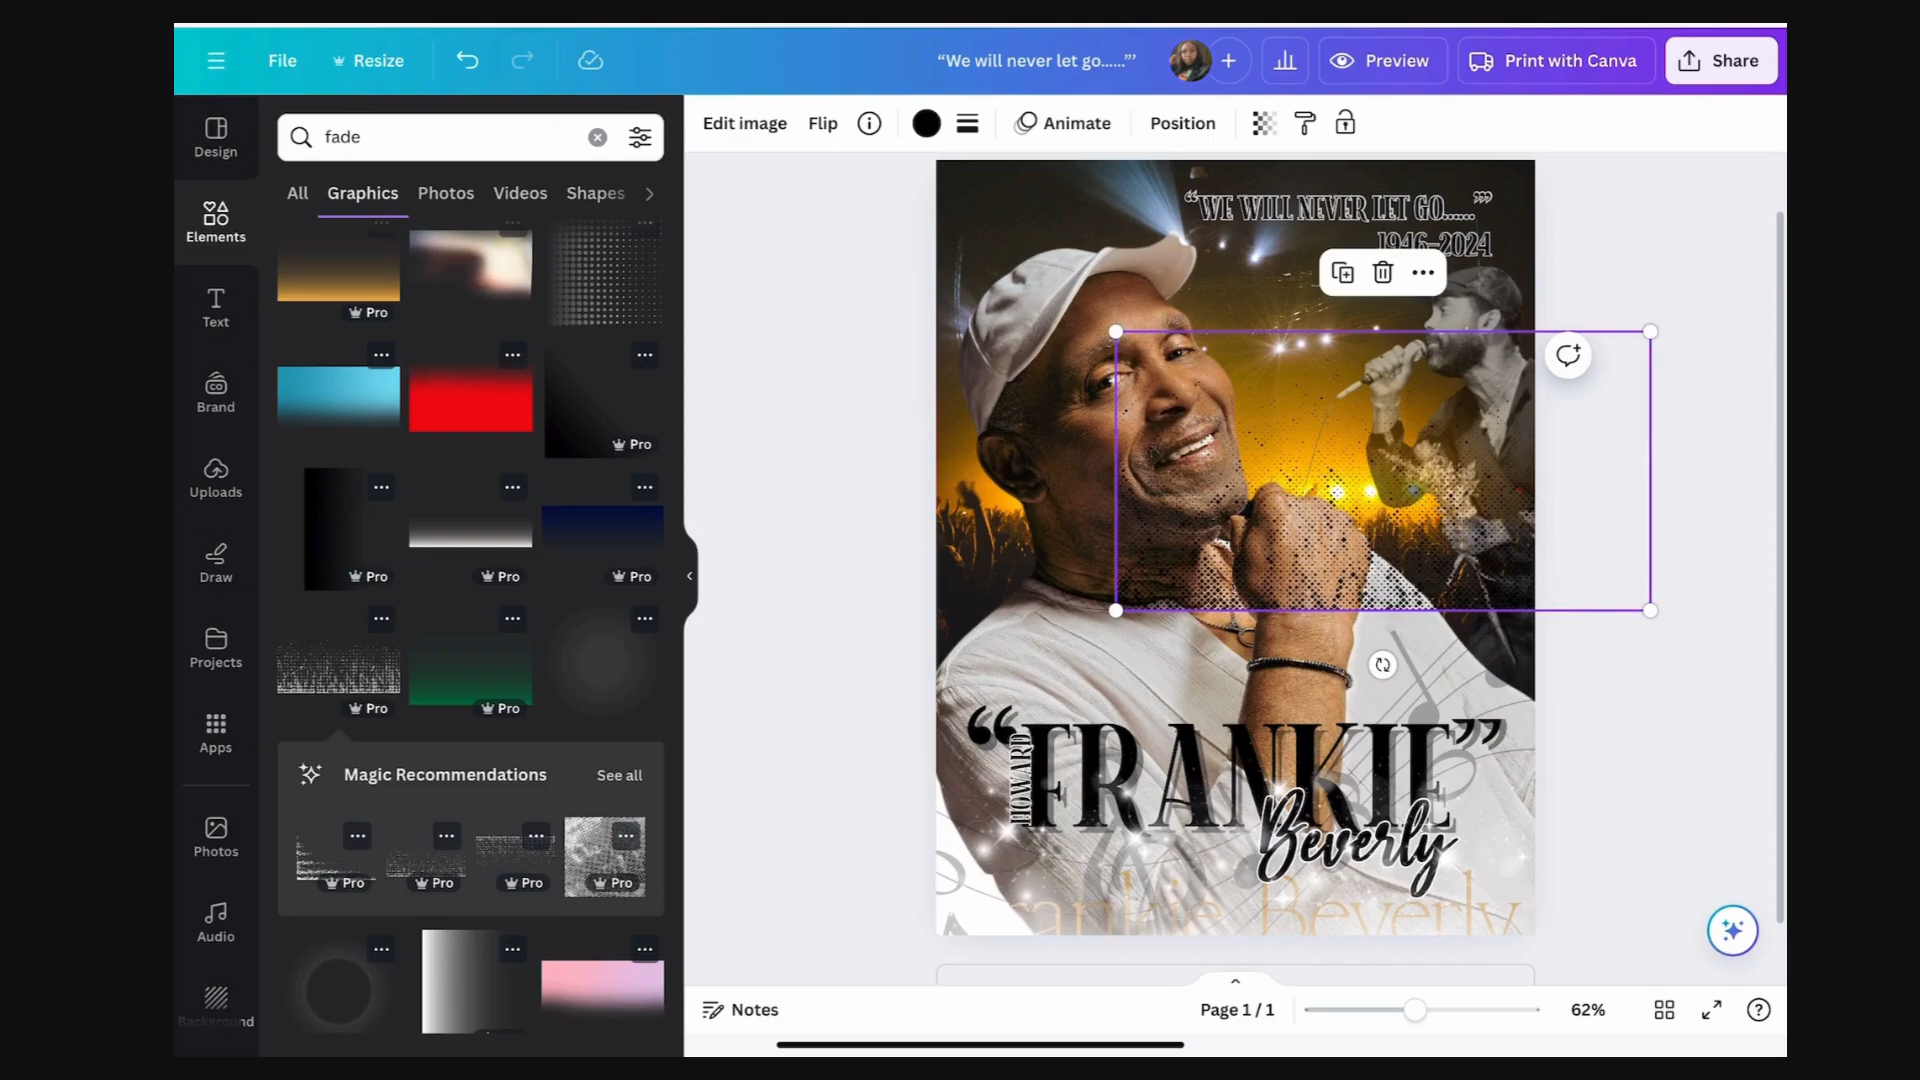 File
Resize
“We will never let go......”’
Preview
Print with Canva
Share
Design
Elements
Text
Brand
Uploads
Draw
Projects
Apps
Photos
Audio
Background
fade
All
Graphics
Photos
Videos
Shapes
Pro
Pro
Pro
Pro
Pro
Pro
Pro
Magic Recommendations
See all
Pro
Pro
Pro
Pro
Edit image
Flip
Animate
Position
“WE WILL NEVER LET GO......”’
1946-2024
“FRANKIE”
HOWARD
Beverly
rankie Beverly
Notes
Page 1 / 1
62%